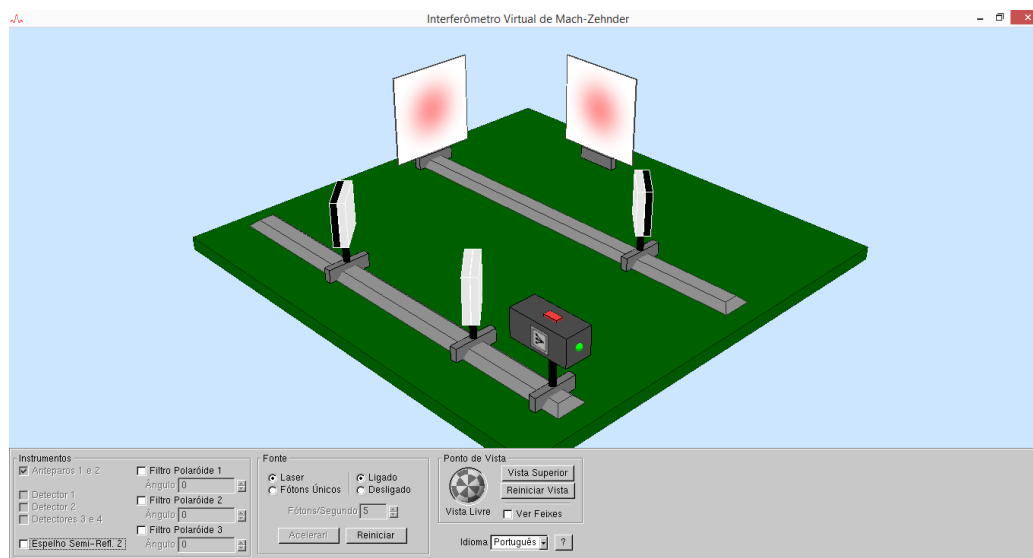 Interferômetro Virtual de Mach-Zehnder
Instrumentos
Anteparos 1 e 2
Detector 1
Detector 2
Detectores 3 e 4
Espelho Semi-Refl. 2
Filtro Polaróide 1
Ângulo 0
Filtro Polaróide 2
Ângulo 0
Filtro Polaróide 3
Ângulo 0
Fonte
Laser
Fótons Únicos
Ligado
Desligado
Fótons/Segundo 5
Acelerar!
Reiniciar
Ponto de Vista
Vista Livre
Vista Superior
Reiniciar Vista
Ver Feixes
Idioma Português ?